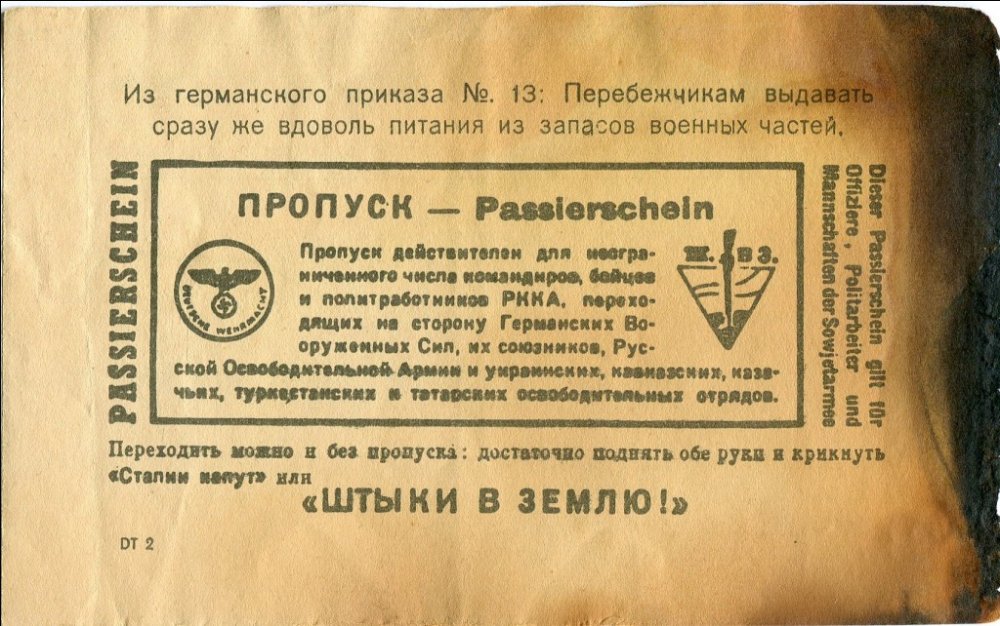 Из германского приказа №. 13: Перебежчикам выдавать
сразу же вдоволь питания из запасов военных частей.
PASSIERSCHEIN
ПРОПУСК — Passierschein
DEUTSCHE WEHRMACHT
Пропуск действителен для неогра-
ниченного числа командиров, бойцов
и политработников РККА, перехо-
дящих на сторону Германских Во-
оруженных Сил, их союзников, Рус-
ской Освободительной Армии и украинских, кавказских, каза-
чьих, туркестанских и татарских освободительных отрядов.
Ш. В З.
Dieser Passierschein gilt für
Offiziere, Politarbeiter und
Mannschaften der Sowjetarmee
Переходить можно и без пропуска: достаточно поднять обе руки и крикнуть
«Сталин капут» или
«ШТЫКИ В ЗЕМЛЮ!»
DT 2